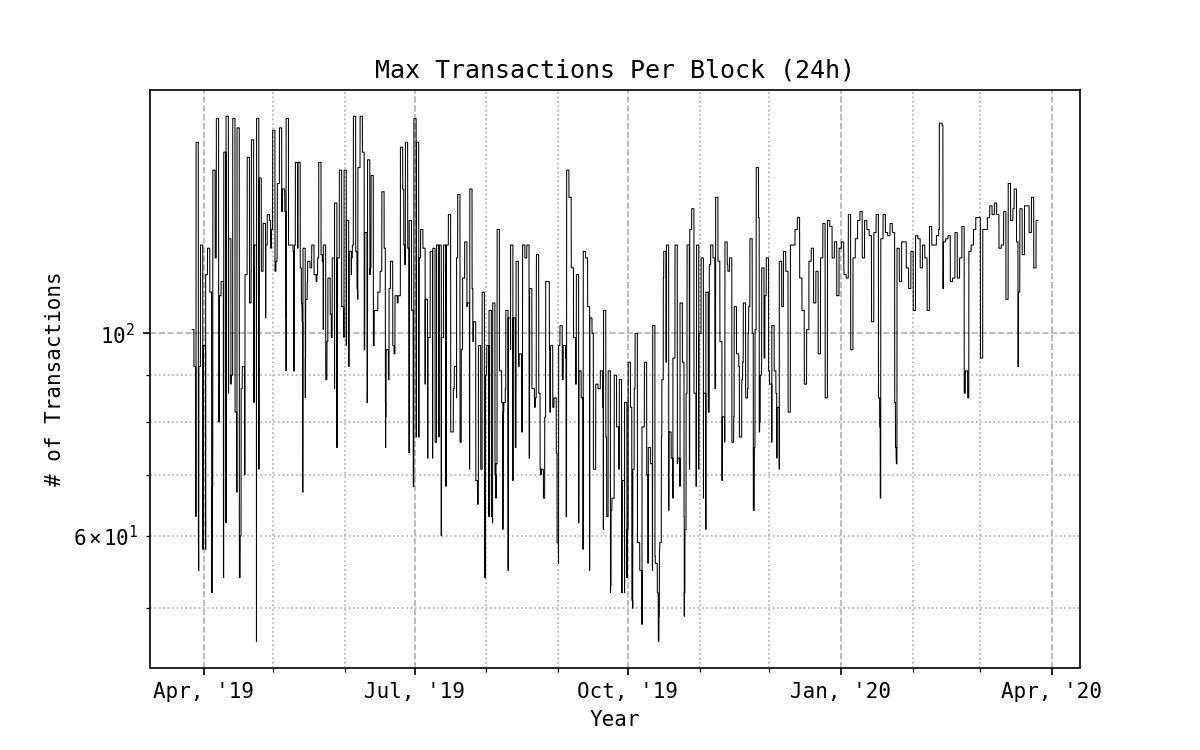 Max Transactions Per Block (24h)
# of Transactions
10²
6×10¹
Apr, '19
Jul, '19
Oct, '19
Jan, '20
Apr, '20
Year